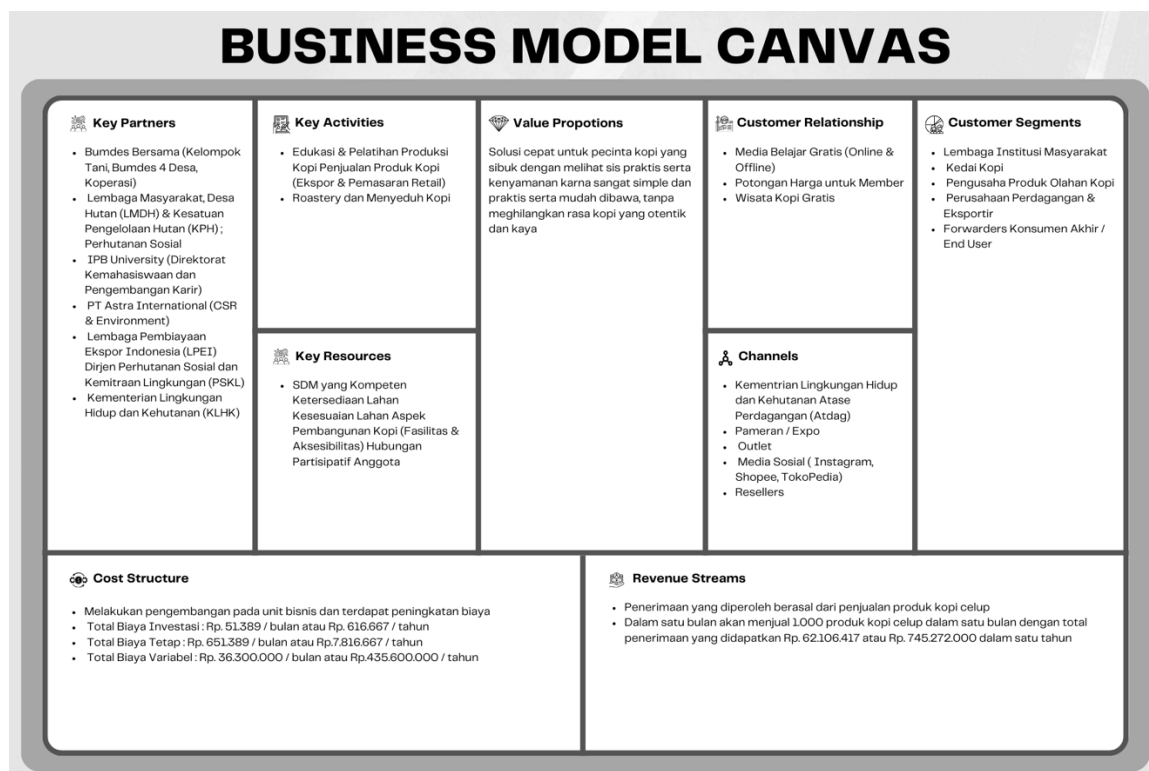 BUSINESS MODEL CANVAS
Key Partners
• Bumdes Bersama (Kelompok
Tani, Bumdes 4 Desa,
Koperasi)
• Lembaga Masyarakat, Desa
Hutan (LMDH) & Kesatuan
Pengelolaan Hutan (KPH) ;
Perhutanan Sosial
• IPB University (Direktorat
Kemahasiswaan dan
Pengembangan Karir)
• PT Astra International (CSR
& Environment)
• Lembaga Pembiayaan
Ekspor Indonesia (LPEI)
Dirjen Perhutanan Sosial dan
Kemitraan Lingkungan (PSKL)
• Kementerian Lingkungan
Hidup dan Kehutanan (KLHK)
Key Activities
• Edukasi & Pelatihan Produksi
Kopi Penjualan Produk Kopi
(Ekspor & Pemasaran Retail)
• Roastery dan Menyeduh Kopi
Key Resources
• SDM yang Kompeten
Ketersediaan Lahan
Kesesuaian Lahan Aspek
Pembangunan Kopi (Fasilitas &
Aksesibilitas) Hubungan
Partisipatif Anggota
Value Propotions
Solusi cepat untuk pecinta kopi yang
sibuk dengan melihat sis praktis serta
kenyamanan karna sangat simple dan
praktis serta mudah dibawa, tanpa
meghilangkan rasa kopi yang otentik
dan kaya
Customer Relationship
• Media Belajar Gratis (Online &
Offline)
• Potongan Harga untuk Member
• Wisata Kopi Gratis
Channels
• Kementrian Lingkungan Hidup
dan Kehutanan Atase
Perdagangan (Atdag)
• Pameran / Expo
• Outlet
• Media Sosial ( Instagram,
Shopee, TokoPedia)
• Resellers
Customer Segments
• Lembaga Institusi Masyarakat
• Kedai Kopi
• Pengusaha Produk Olahan Kopi
• Perusahaan Perdagangan &
Eksportir
• Forwarders Konsumen Akhir /
End User
Cost Structure
• Melakukan pengembangan pada unit bisnis dan terdapat peningkatan biaya
• Total Biaya Investasi : Rp. 51.389 / bulan atau Rp. 616.667 / tahun
• Total Biaya Tetap : Rp. 651.389 / bulan atau Rp.7.816.667 / tahun
• Total Biaya Variabel : Rp. 36.300.000 / bulan atau Rp.435.600.000 / tahun
Revenue Streams
• Penerimaan yang diperoleh berasal dari penjualan produk kopi celup
• Dalam satu bulan akan menjual 1.000 produk kopi celup dalam satu bulan dengan total
penerimaan yang didapatkan Rp. 62.106.417 atau Rp. 745.272.000 dalam satu tahun